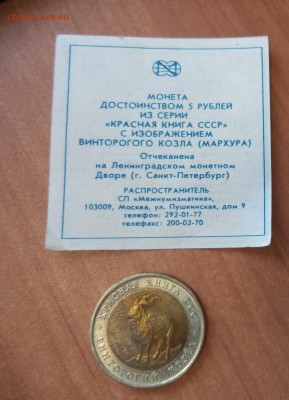 МОНЕТА
ДОСТОИНСТВОМ 5 РУБЛЕЙ
ИЗ СЕРИИ
«КРАСНАЯ КНИГА СССР»
С ИЗОБРАЖЕНИЕМ
ВИНТОРОГОГО КОЗЛА (МАРХУРА)
Отчеканена
на Ленинградском монетном
Дворе (г. Санкт-Петербург)
РАСПРОСТРАНИТЕЛЬ
СП «Межнумизматика»,
103009, Москва, ул. Пушкинская, дом 9
телефон: 292-01-77
телефакс: 200-02-70
КРАСНАЯ КНИГА СССР
ВИНТОРОГИЙ КОЗЁЛ